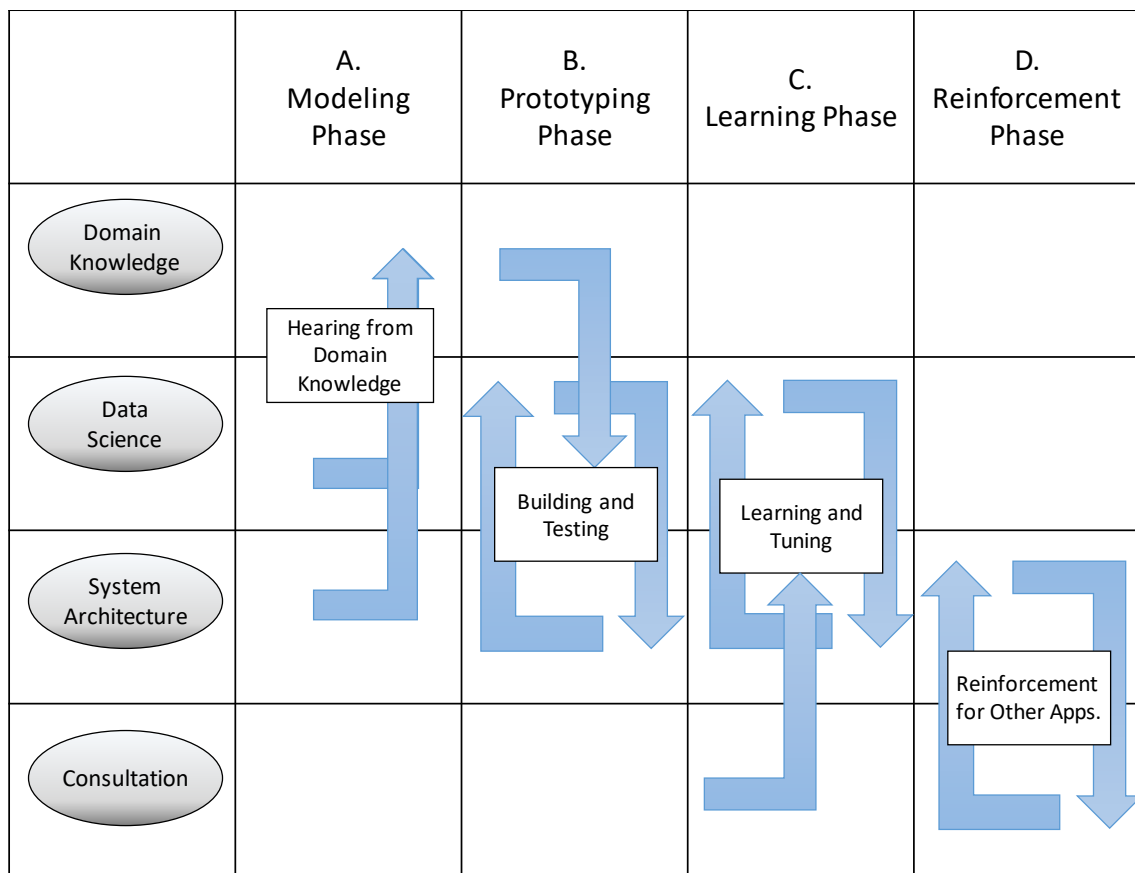 A.
Modeling
Phase
B.
Prototyping
Phase
C.
Learning Phase
D.
Reinforcement
Phase
Domain
Knowledge
Hearing from
Domain
Knowledge
Data
Science
Building and
Testing
Learning and
Tuning
System
Architecture
Reinforcement
for Other Apps.
Consultation